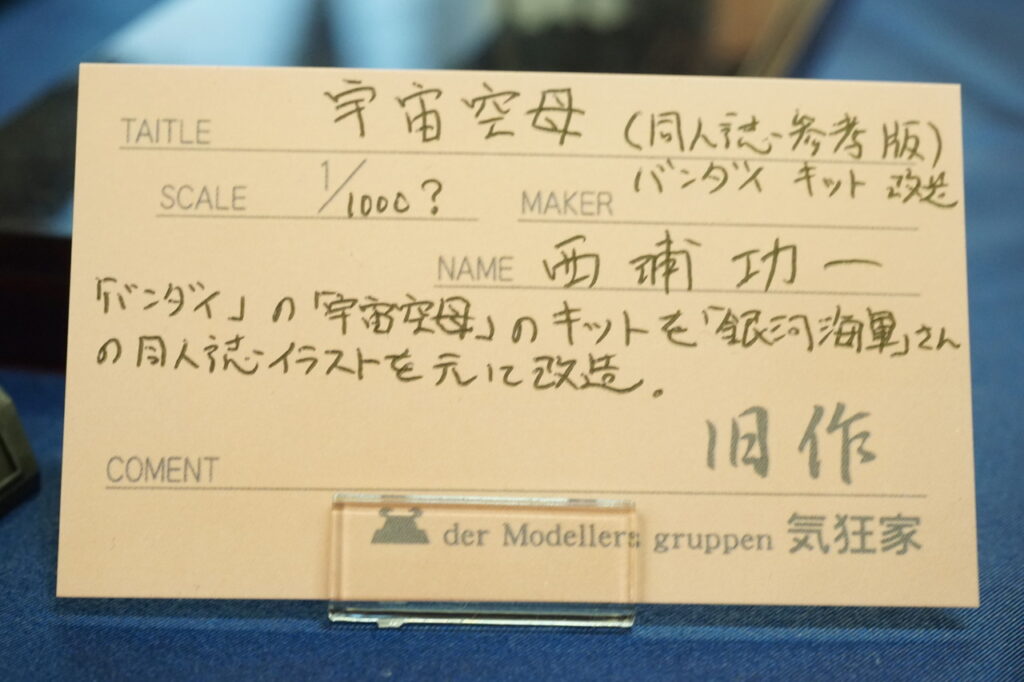 TAITLE 宇宙空母 (同人誌参考版)
SCALE 1/1000? MAKER バンダイ キット 改造
NAME 西浦功一
「バンダイ」の「宇宙空母」のキットを「銀河海軍」さん
の同人誌イラストを元に改造.
旧作
COMENT
der Modellers gruppen 気狂家